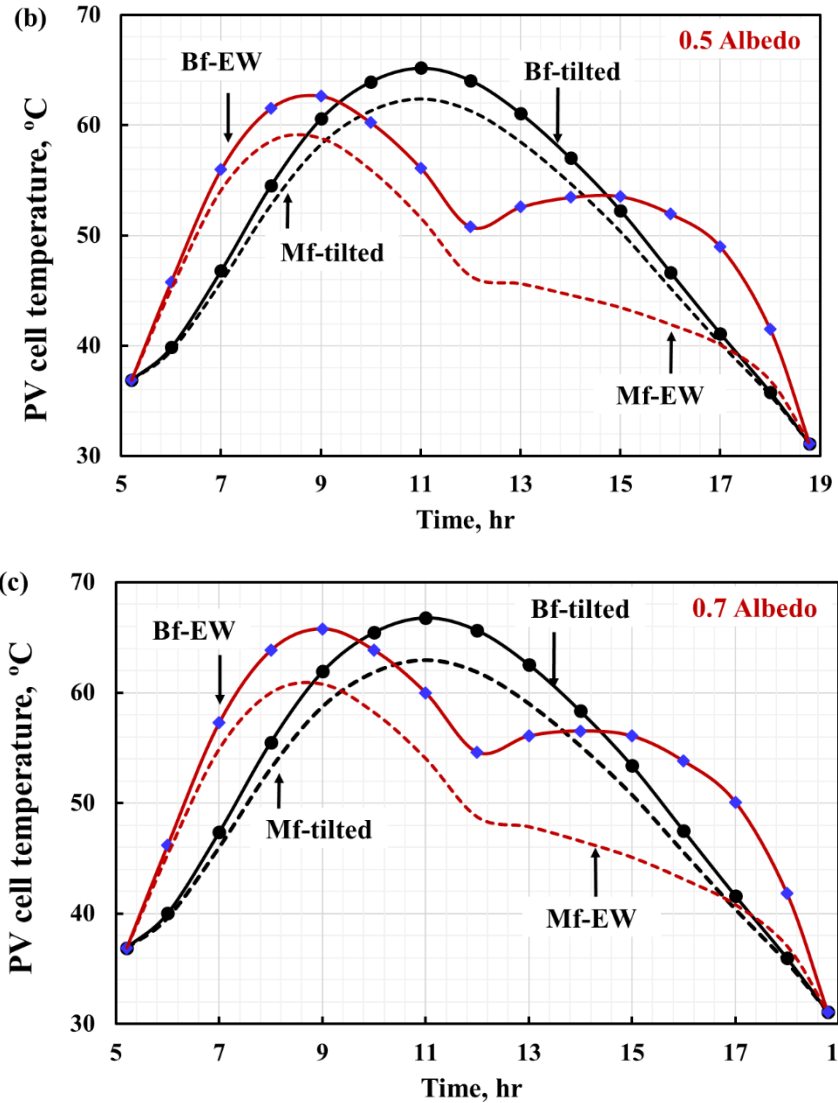 (b)
70
60
50
40
30
PV cell temperature, ºC
Bf-EW
Bf-tilted
0.5 Albedo
Mf-tilted
Mf-EW
5 7 9 11 13 15 17 19
Time, hr
(c)
70
60
50
40
30
PV cell temperature, ºC
Bf-EW
Bf-tilted
0.7 Albedo
Mf-tilted
Mf-EW
5 7 9 11 13 15 17 1
Time, hr